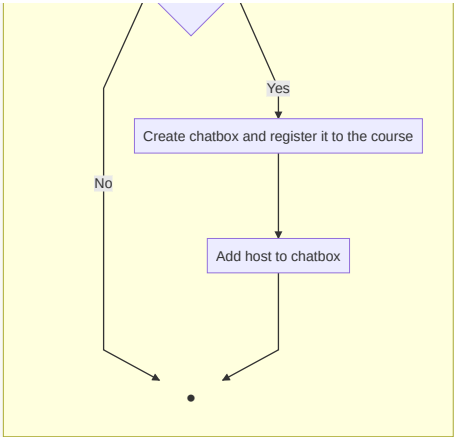 Yes
Create chatbox and register it to the course
No
Add host to chatbox